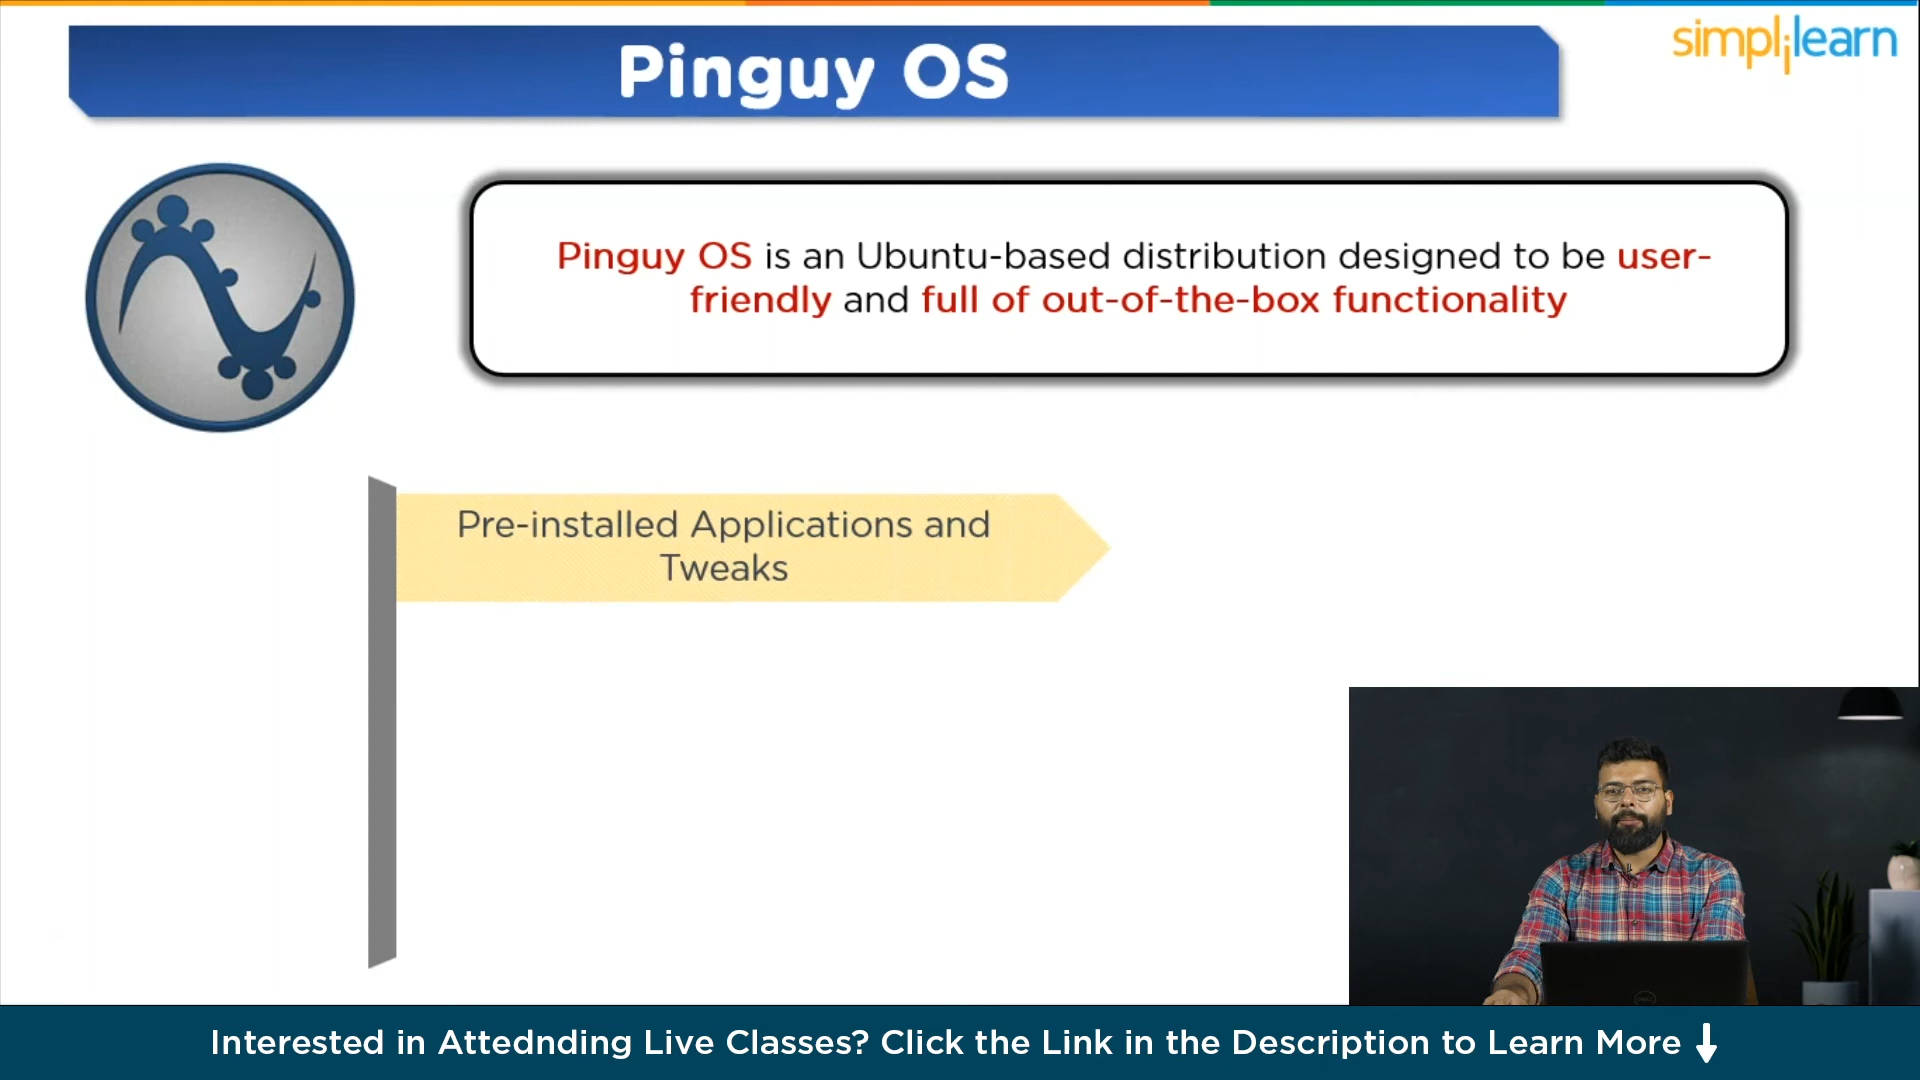 Pinguy OS
simplilearn
Pinguy OS is an Ubuntu-based distribution designed to be user-
friendly and full of out-of-the-box functionality
Pre-installed Applications and
Tweaks
Interested in Attednding Live Classes? Click the Link in the Description to Learn More